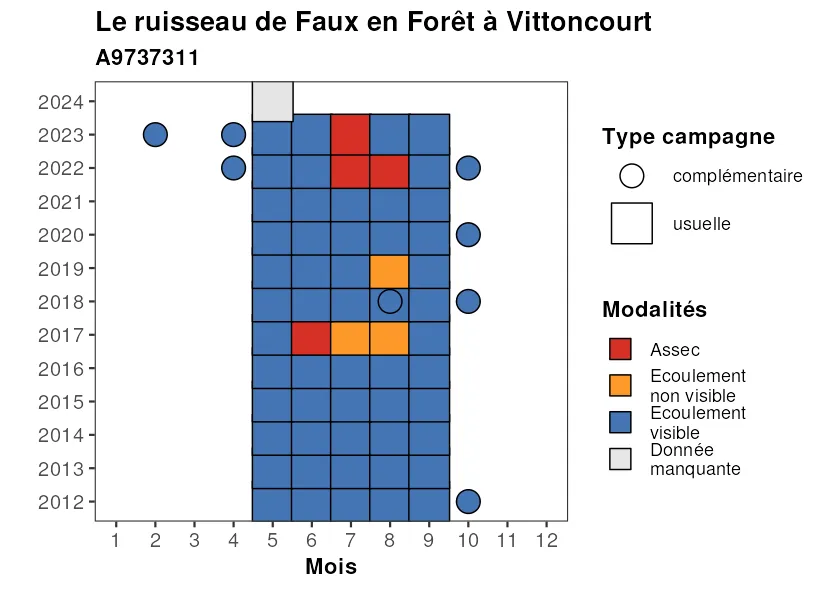 Le ruisseau de Faux en Forêt à Vittoncourt
A9737311
2024
2023
2022
2021
2020
2019
2018
2017
2016
2015
2014
2013
2012
1 2 3 4 5 6 7 8 9 10 11 12
Mois
Type campagne
complémentaire
usuelle
Modalités
Assec
Ecoulement
non visible
Ecoulement
visible
Donnée
manquante